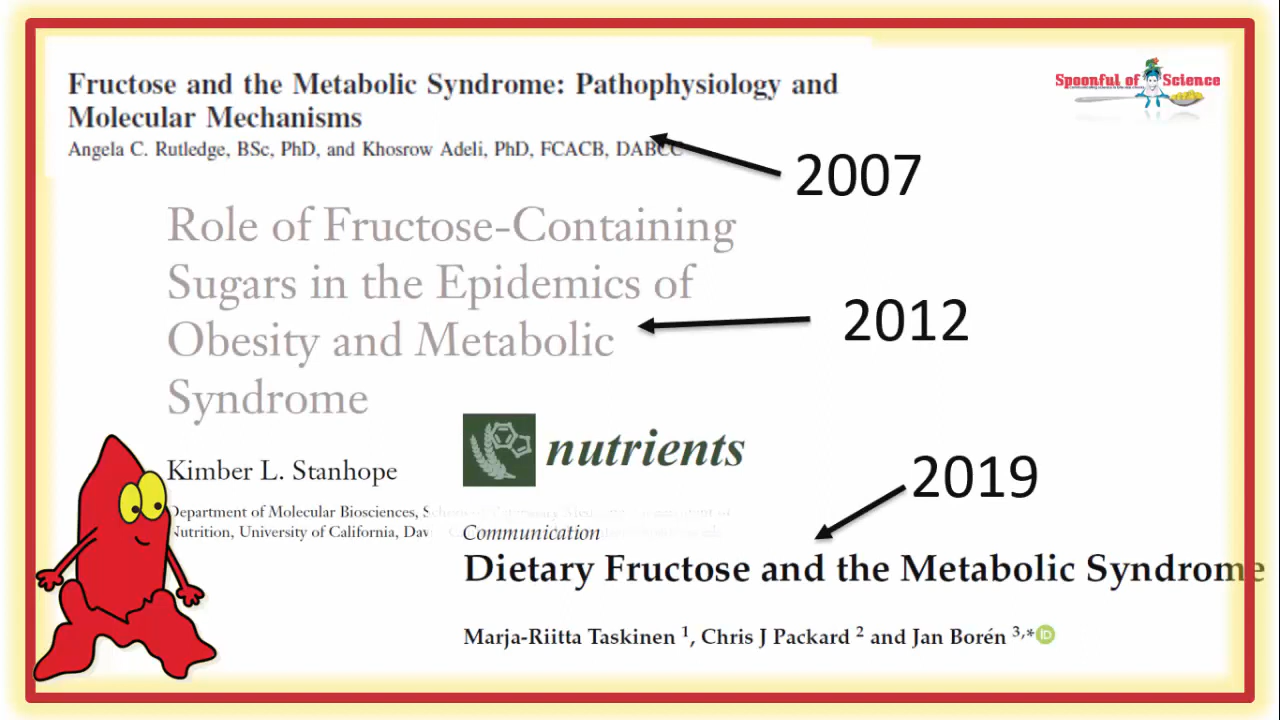 Fructose and the Metabolic Syndrome: Pathophysiology and
Molecular Mechanisms
Angela C. Rutledge, BSc, PhD, and Khosrow Adeli, PhD, FCACB, DABCC
Spoonful of Science
2007
Role of Fructose-Containing
Sugars in the Epidemics of
Obesity and Metabolic
Syndrome
2012
Kimber L. Stanhope
Department of Molecular Biosciences,
Nutrition, University of California,
nutrients
2019
Communication
Dietary Fructose and the Metabolic Syndrome
Marja-Riitta Taskinen 1, Chris J Packard 2 and Jan Borén 3,*
iD